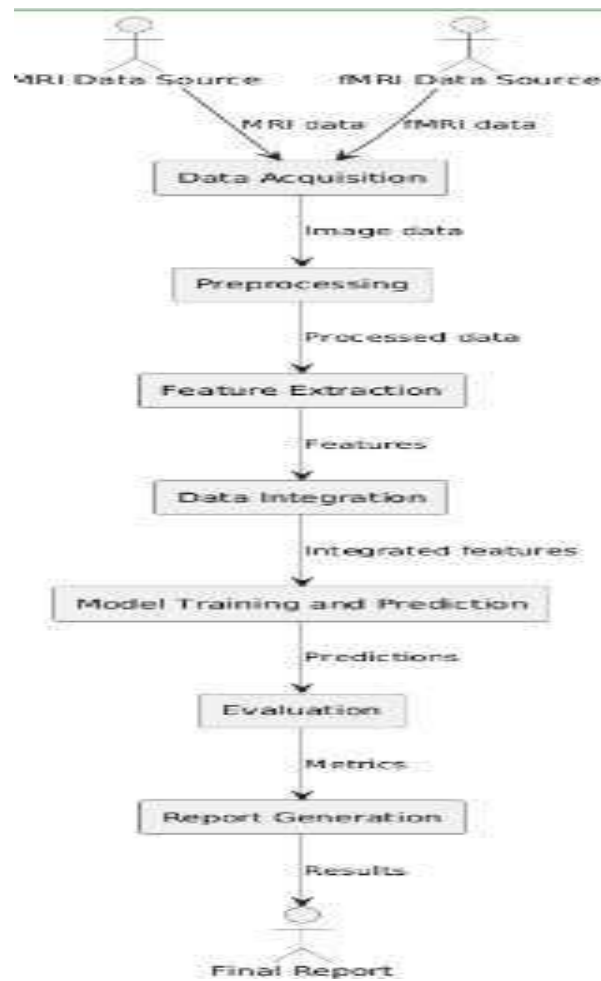 MRI Data Source fMRI Data Source
MRI data fMRI data
Data Acquisition
Image data
Preprocessing
Processed data
Feature Extraction
Features
Data Integration
Integrated features
Model Training and Prediction
Predictions
Evaluation
Metrics
Report Generation
Results
Final Report